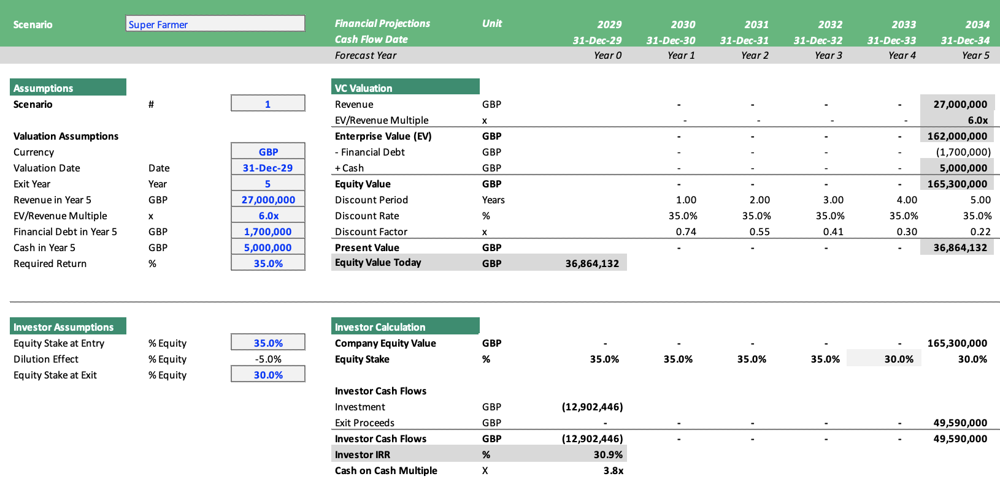 Scenario Super Farmer Financial Projections Unit 2029 2030 2031 2032 2033 2034
Cash Flow Date 31-Dec-29 31-Dec-30 31-Dec-31 31-Dec-32 31-Dec-33 31-Dec-34
Forecast Year Year 0 Year 1 Year 2 Year 3 Year 4 Year 5
Assumptions VC Valuation
Scenario # 1 Revenue GBP - - - - 27,000,000
EV/Revenue Multiple x - - - - 6.0x
Valuation Assumptions Enterprise Value (EV) GBP - - - - 162,000,000
Currency GBP - Financial Debt GBP - - - - (1,700,000)
Valuation Date Date 31-Dec-29 + Cash GBP - - - - 5,000,000
Exit Year Year 5 Equity Value GBP - - - - 165,300,000
Revenue in Year 5 GBP 27,000,000 Discount Period Years 1.00 2.00 3.00 4.00 5.00
EV/Revenue Multiple x 6.0x Discount Rate % 35.0% 35.0% 35.0% 35.0% 35.0%
Financial Debt in Year 5 GBP 1,700,000 Discount Factor x 0.74 0.55 0.41 0.30 0.22
Cash in Year 5 GBP 5,000,000 Present Value GBP - - - - 36,864,132
Required Return % 35.0% Equity Value Today GBP 36,864,132
Investor Assumptions Investor Calculation
Equity Stake at Entry % Equity 35.0% Company Equity Value GBP - - - - - 165,300,000
Dilution Effect % Equity -5.0% Equity Stake % 35.0% 35.0% 35.0% 35.0% 30.0% 30.0%
Equity Stake at Exit % Equity 30.0%
Investor Cash Flows
Investment GBP (12,902,446)
Exit Proceeds GBP - - - - - 49,590,000
Investor Cash Flows GBP (12,902,446) - - - - 49,590,000
Investor IRR % 30.9%
Cash on Cash Multiple X 3.8x